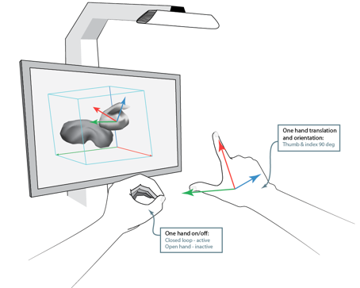 One hand translation
and orientation:
Thumb & index 90 deg
One hand on/off:
Closed loop - active
Open hand - inactive